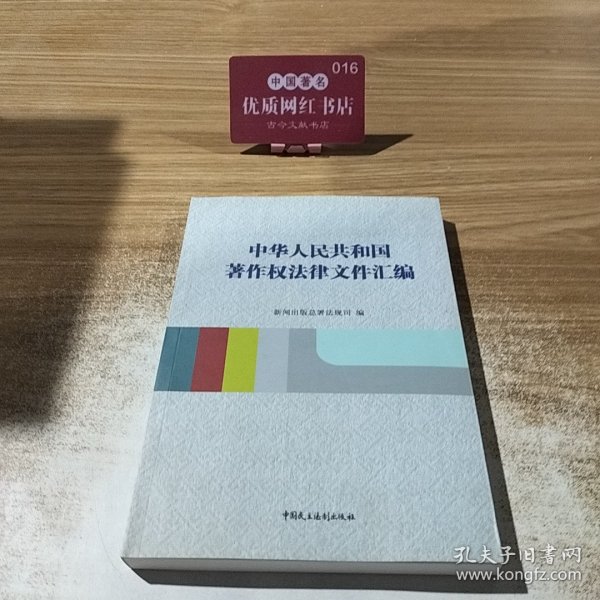 016
中国著名
优质网红书店
古今文献书店
中华人民共和国
著作权法律文件汇编
新闻出版总署法规司 编
中国民主法制出版社
孔夫子旧书网
www.kongfz.com